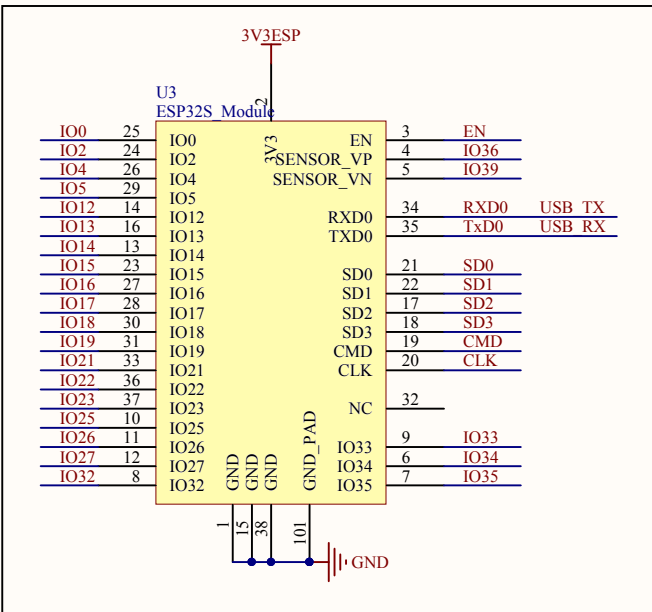 3V3ESP
U3
ESP32S_Module
2
3V3
IO0 25 IO0
IO2 24 IO2
IO4 26 IO4
IO5 29 IO5
IO12 14 IO12
IO13 16 IO13
IO14 13 IO14
IO15 23 IO15
IO16 27 IO16
IO17 28 IO17
IO18 30 IO18
IO19 31 IO19
IO21 33 IO21
IO22 36 IO22
IO23 37 IO23
IO25 10 IO25
IO26 11 IO26
IO27 12 IO27
IO32 8 IO32
EN 3 EN
SENSOR_VP 4 IO36
SENSOR_VN 5 IO39
RXD0 34 RXD0 USB_TX
TXD0 35 TxD0 USB_RX
SD0 21 SD0
SD1 22 SD1
SD2 17 SD2
SD3 18 SD3
CMD 19 CMD
CLK 20 CLK
NC 32
IO33 9 IO33
IO34 6 IO34
IO35 7 IO35
GND 1
GND 15
GND 38
GND_PAD 101
GND